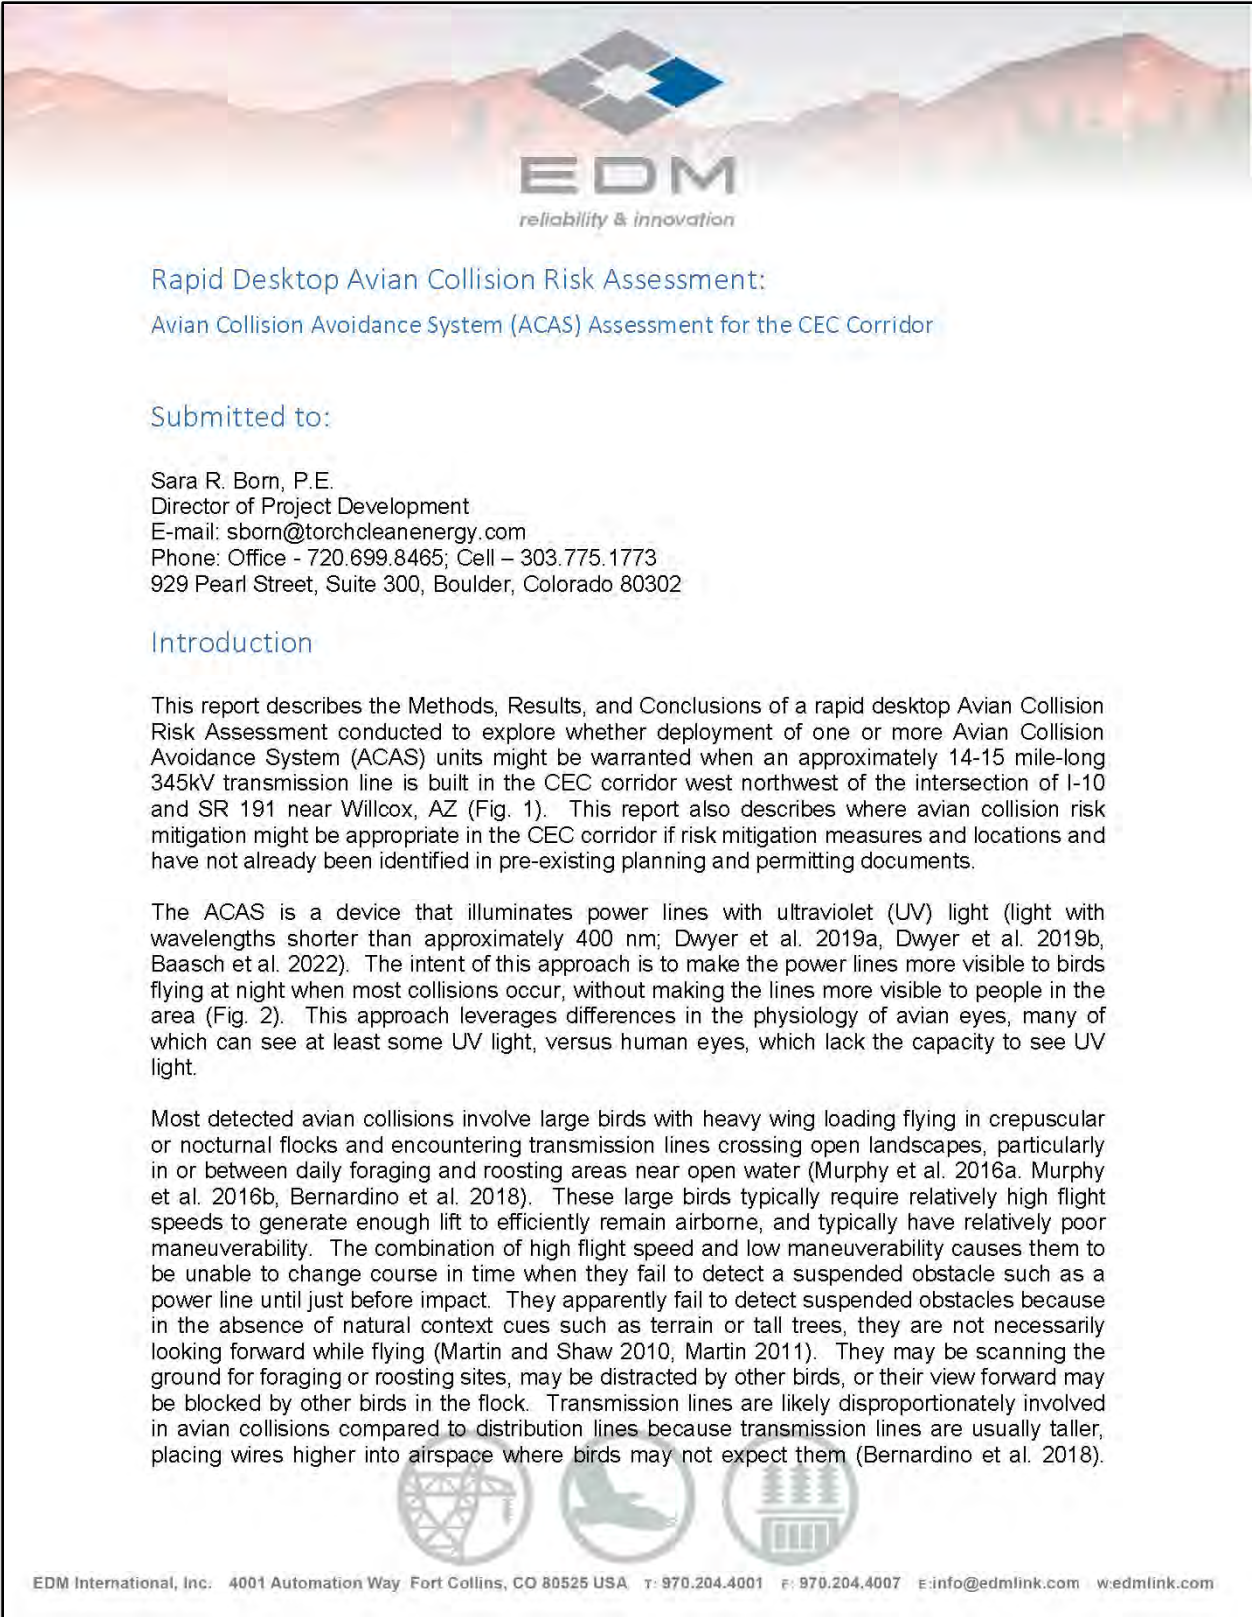 EDM
reliability & innovation
Rapid Desktop Avian Collision Risk Assessment:
Avian Collision Avoidance System (ACAS) Assessment for the CEC Corridor
Submitted to:
Sara R. Born, P.E.
Director of Project Development
E-mail: sborn@torchcleanenergy.com
Phone: Office - 720.699.8465; Cell – 303.775.1773
929 Pearl Street, Suite 300, Boulder, Colorado 80302
Introduction
This report describes the Methods, Results, and Conclusions of a rapid desktop Avian Collision
Risk Assessment conducted to explore whether deployment of one or more Avian Collision
Avoidance System (ACAS) units might be warranted when an approximately 14-15 mile-long
345kV transmission line is built in the CEC corridor west northwest of the intersection of I-10
and SR 191 near Willcox, AZ (Fig. 1). This report also describes where avian collision risk
mitigation might be appropriate in the CEC corridor if risk mitigation measures and locations and
have not already been identified in pre-existing planning and permitting documents.
The ACAS is a device that illuminates power lines with ultraviolet (UV) light (light with
wavelengths shorter than approximately 400 nm; Dwyer et al. 2019a, Dwyer et al. 2019b,
Baasch et al. 2022). The intent of this approach is to make the power lines more visible to birds
flying at night when most collisions occur, without making the lines more visible to people in the
area (Fig. 2). This approach leverages differences in the physiology of avian eyes, many of
which can see at least some UV light, versus human eyes, which lack the capacity to see UV
light.
Most detected avian collisions involve large birds with heavy wing loading flying in crepuscular
or nocturnal flocks and encountering transmission lines crossing open landscapes, particularly
in or between daily foraging and roosting areas near open water (Murphy et al. 2016a. Murphy
et al. 2016b, Bernardino et al. 2018). These large birds typically require relatively high flight
speeds to generate enough lift to efficiently remain airborne, and typically have relatively poor
maneuverability. The combination of high flight speed and low maneuverability causes them to
be unable to change course in time when they fail to detect a suspended obstacle such as a
power line until just before impact. They apparently fail to detect suspended obstacles because
in the absence of natural context cues such as terrain or tall trees, they are not necessarily
looking forward while flying (Martin and Shaw 2010, Martin 2011). They may be scanning the
ground for foraging or roosting sites, may be distracted by other birds, or their view forward may
be blocked by other birds in the flock. Transmission lines are likely disproportionately involved
in avian collisions compared to distribution lines because transmission lines are usually taller,
placing wires higher into airspace where birds may not expect them (Bernardino et al. 2018).
EDM International, Inc. 4001 Automation Way Fort Collins, CO 80525 USA T: 970.204.4001 F: 970.204.4007 E:info@edmlink.com w:edmlink.com